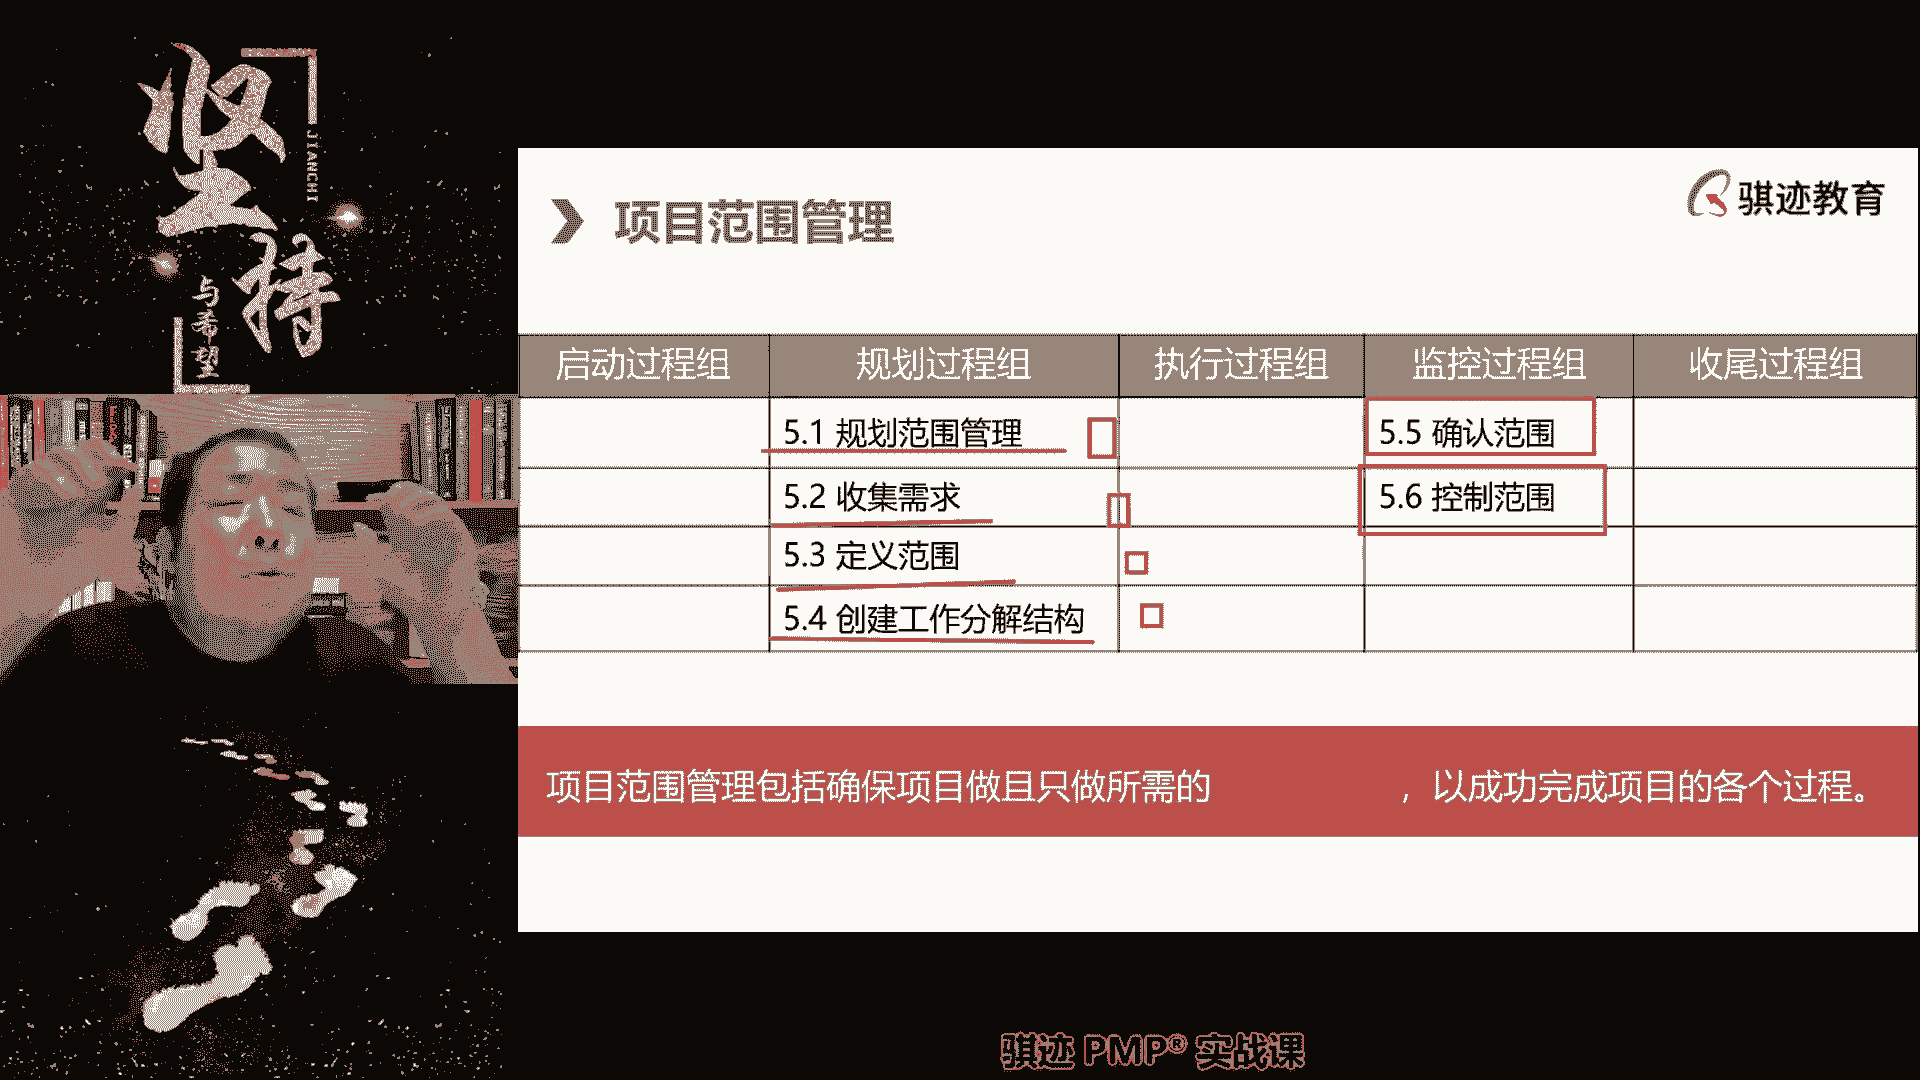 坚持
JIANCHI
与希望
项目范围管理
骐迹教育
启动过程组 规划过程组 执行过程组 监控过程组 收尾过程组
5.1 规划范围管理 5.5 确认范围
5.2 收集需求 5.6 控制范围
5.3 定义范围
5.4 创建工作分解结构
项目范围管理包括确保项目做且只做所需的 ，以成功完成项目的各个过程。
骐迹 PMP® 实战课